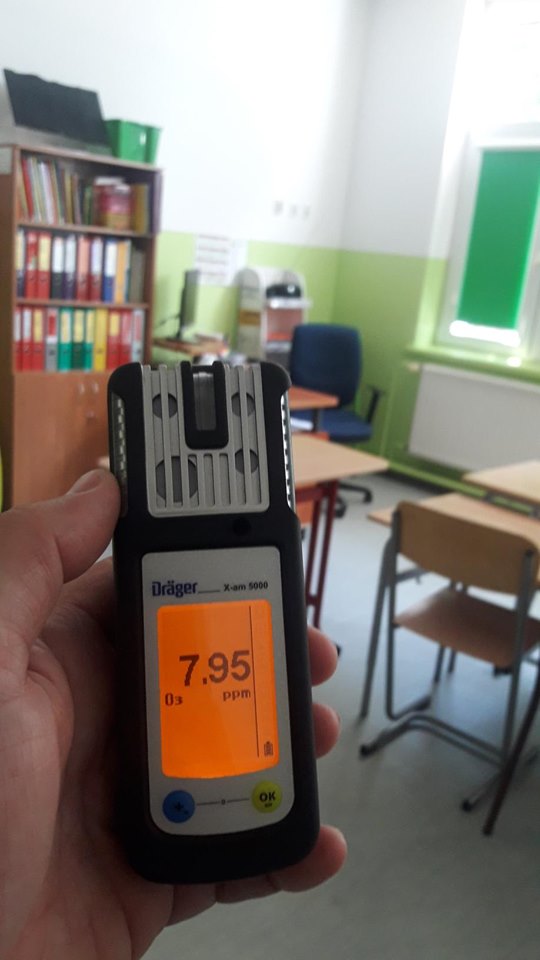 Dräger X-am 5000
7.95
O₃ ppm
+
OK